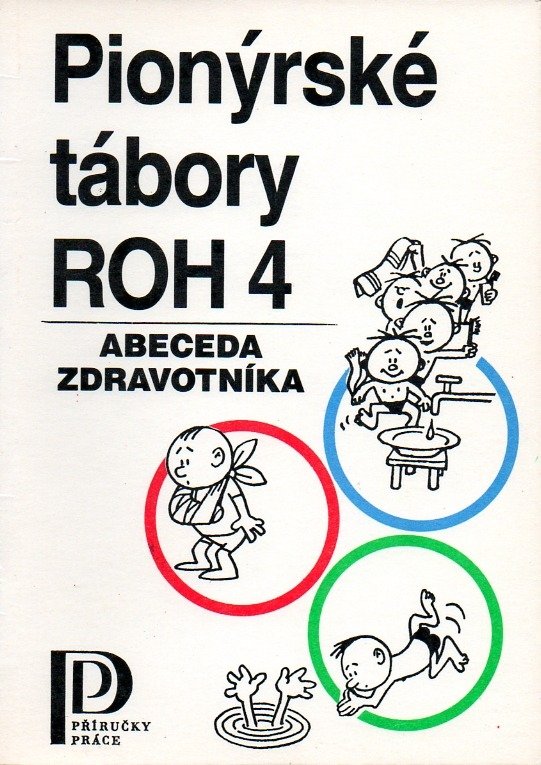 Pionýrské
tábory
ROH 4
ABECEDA
ZDRAVOTNÍKA
PŘÍRUČKY
PRÁCE